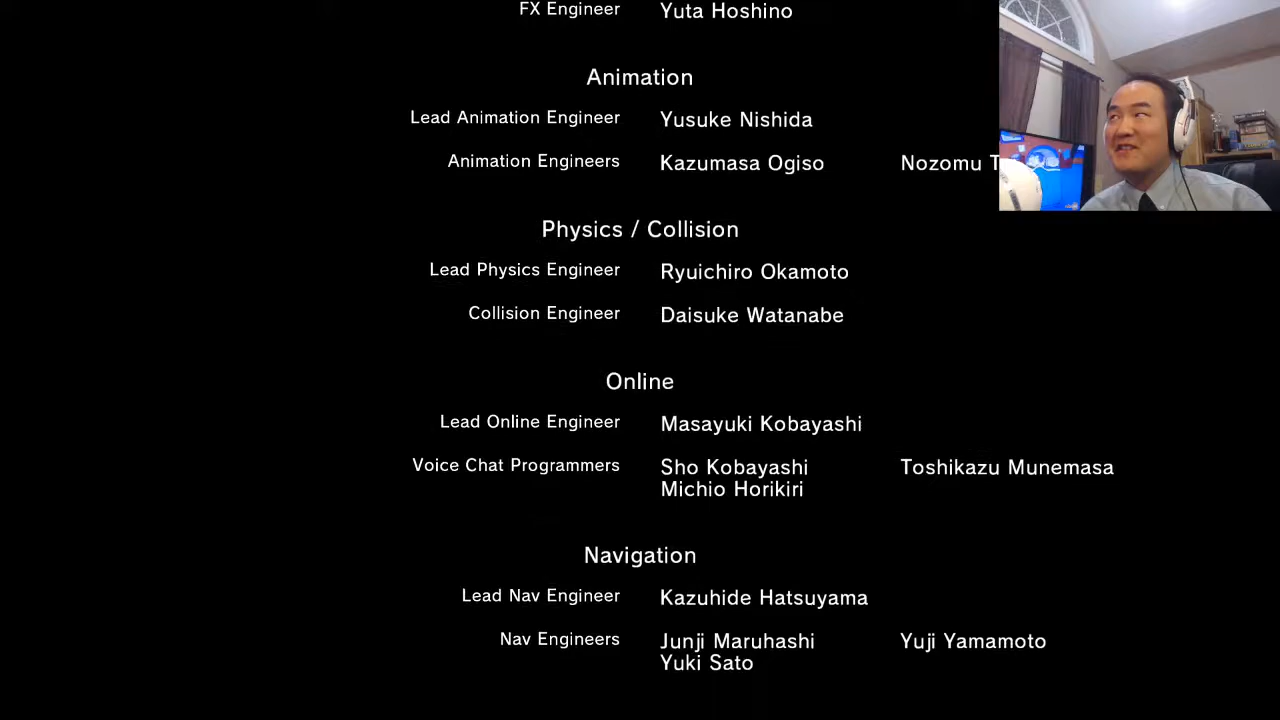 FX Engineer Yuta Hoshino
Animation
Lead Animation Engineer Yusuke Nishida
Animation Engineers Kazumasa Ogiso Nozomu
Physics / Collision
Lead Physics Engineer Ryuichiro Okamoto
Collision Engineer Daisuke Watanabe
Online
Lead Online Engineer Masayuki Kobayashi
Voice Chat Programmers Sho Kobayashi Toshikazu Munemasa
Michio Horikiri
Navigation
Lead Nav Engineer Kazuhide Hatsuyama
Nav Engineers Junji Maruhashi Yuji Yamamoto
Yuki Sato